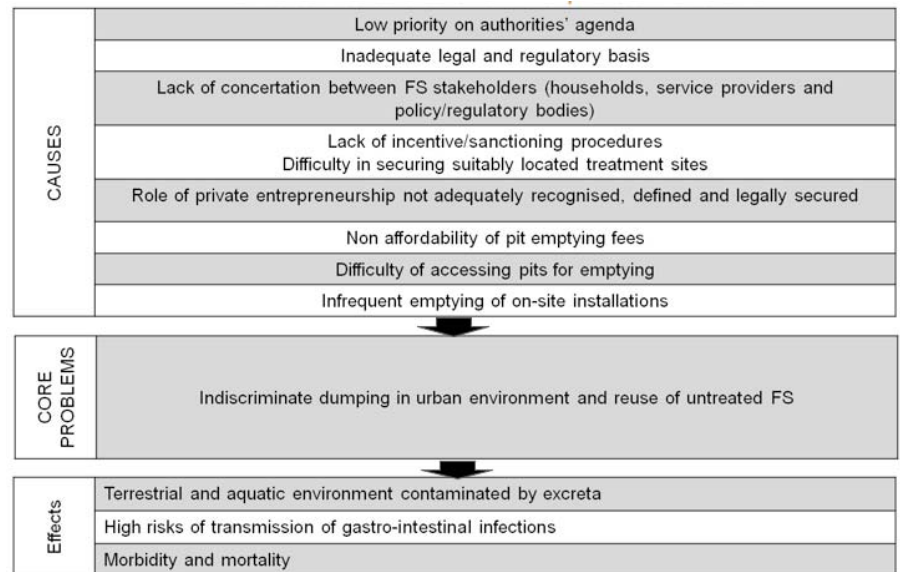 CAUSES
Low priority on authorities' agenda
Inadequate legal and regulatory basis
Lack of concertation between FS stakeholders (households, service providers and
policy/regulatory bodies)
Lack of incentive/sanctioning procedures
Difficulty in securing suitably located treatment sites
Role of private entrepreneurship not adequately recognised, defined and legally secured
Non affordability of pit emptying fees
Difficulty of accessing pits for emptying
Infrequent emptying of on-site installations
CORE
PROBLEMS
Indiscriminate dumping in urban environment and reuse of untreated FS
Effects
Terrestrial and aquatic environment contaminated by excreta
High risks of transmission of gastro-intestinal infections
Morbidity and mortality